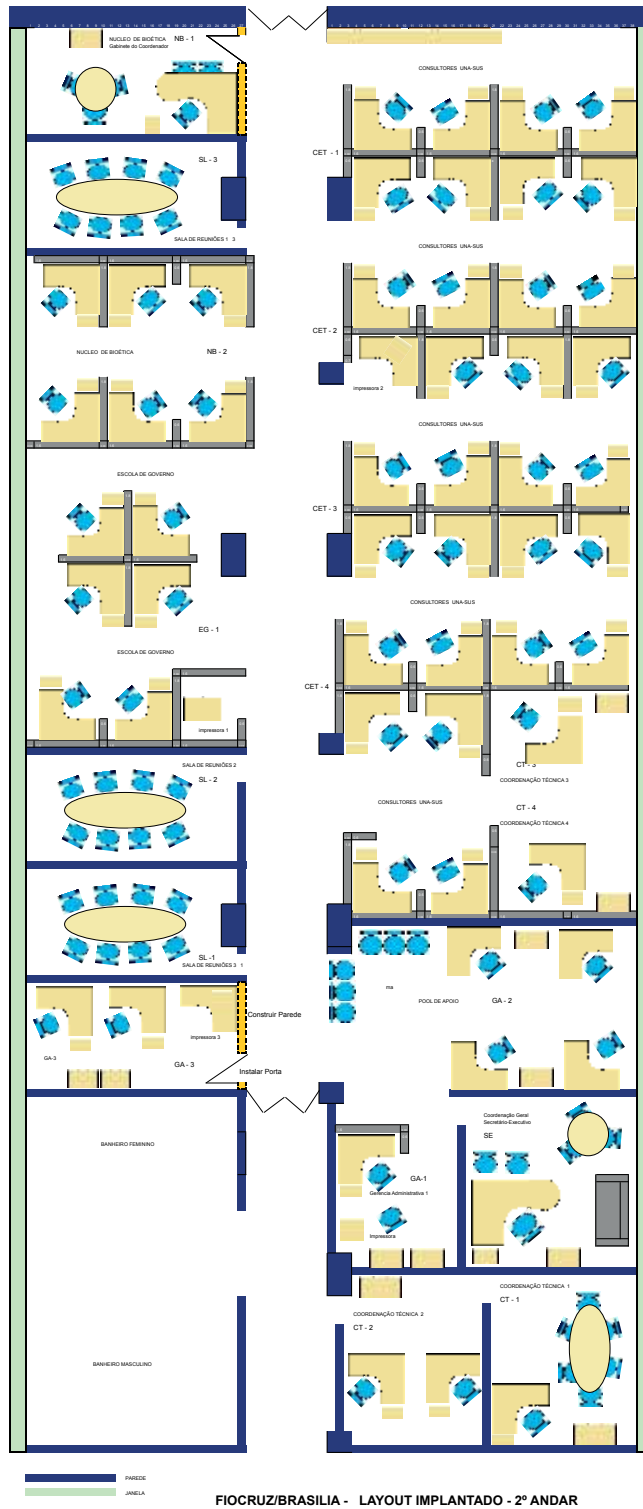 NUCLEO DE BIOÉTICA
NB - 1
Gabinete do Coordenador
SL - 3
SALA DE REUNIÕES 1 3
NUCLEO DE BIOÉTICA
NB - 2
ESCOLA DE GOVERNO
EG - 1
ESCOLA DE GOVERNO
impressora 1
SALA DE REUNIÕES 2
SL - 2
SL -1
SALA DE REUNIÕES 3 1
impressora 3
GA-3
GA - 3
Construir Parede
Instalar Porta
BANHEIRO FEMININO
BANHEIRO MASCULINO
CONSULTORES UNA-SUS
CET - 1
CONSULTORES UNA-SUS
CET - 2
impressora 2
CONSULTORES UNA-SUS
CET - 3
CONSULTORES UNA-SUS
CET - 4
CT - 3
COORDENAÇÃO TÉCNICA 3
CONSULTORES UNA-SUS
CT - 4
COORDENAÇÃO TÉCNICA 4
ma
POOL DE APOIO
GA - 2
Coordenação Geral
Secretário-Executivo
SE
GA-1
Gerencia Administrativa 1
Impressora
COORDENAÇÃO TÉCNICA 1
CT - 1
COORDENAÇÃO TÉCNICA 2
CT - 2
PAREDE
JANELA
FIOCRUZ/BRASILIA - LAYOUT IMPLANTADO - 2º ANDAR